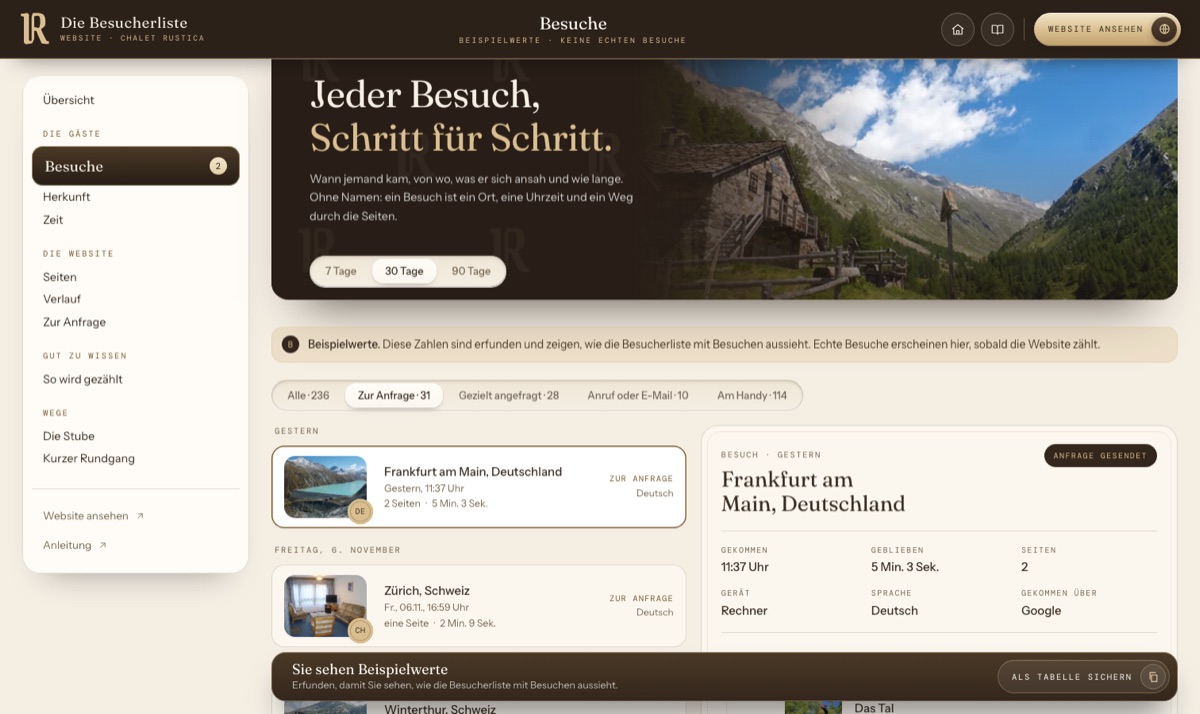 Die Besucherliste
WEBSITE · CHALET RUSTICA
Besuche
BEISPIELWERTE · KEINE ECHTEN BESUCHE
WEBSITE ANSEHEN
Übersicht
DIE GÄSTE
Besuche 2
Herkunft
Zeit
DIE WEBSITE
Seiten
Verlauf
Zur Anfrage
GUT ZU WISSEN
So wird gezählt
WEGE
Die Stube
Kurzer Rundgang
Website ansehen ↗
Anleitung ↗
Jeder Besuch,
Schritt für Schritt.
Wann jemand kam, von wo, was er sich ansah und wie lange.
Ohne Namen: ein Besuch ist ein Ort, eine Uhrzeit und ein Weg
durch die Seiten.
7 Tage 30 Tage 90 Tage
B Beispielwerte. Diese Zahlen sind erfunden und zeigen, wie die Besucherliste mit Besuchen aussieht. Echte Besuche erscheinen hier, sobald die Website zählt.
Alle · 236 Zur Anfrage · 31 Gezielt angefragt · 28 Anruf oder E-Mail · 10 Am Handy · 114
GESTERN
Frankfurt am Main, Deutschland
Gestern, 11:37 Uhr
2 Seiten · 5 Min. 3 Sek.
DE
ZUR ANFRAGE
Deutsch
FREITAG, 6. NOVEMBER
Zürich, Schweiz
Fr., 06.11., 16:59 Uhr
eine Seite · 2 Min. 9 Sek.
CH
ZUR ANFRAGE
Deutsch
Winterthur, Schweiz
BESUCH · GESTERN
ANFRAGE GESENDET
Frankfurt am
Main, Deutschland
GEKOMMEN GEBLIEBEN SEITEN
11:37 Uhr 5 Min. 3 Sek. 2
GERÄT SPRACHE GEKOMMEN ÜBER
Rechner Deutsch Google
Das Tal
Sie sehen Beispielwerte
Erfunden, damit Sie sehen, wie die Besucherliste mit Besuchen aussieht.
ALS TABELLE SICHERN